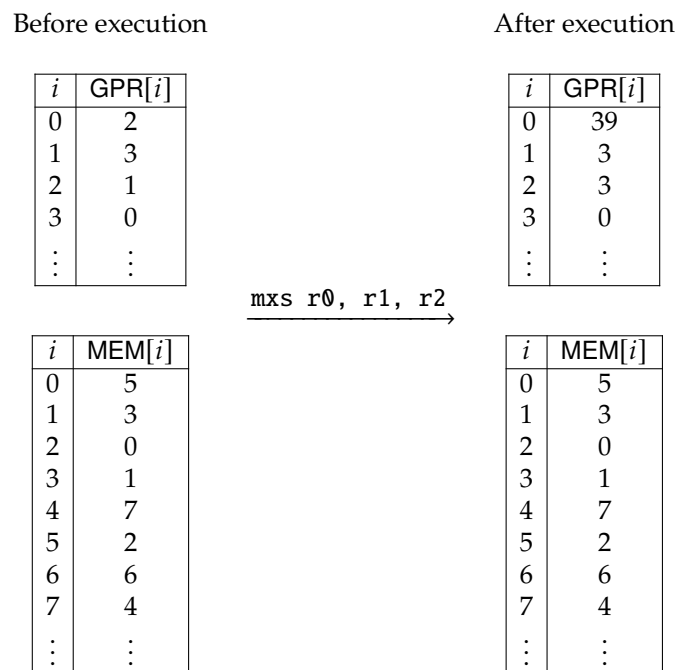 Before execution After execution
i GPR[i] i GPR[i]
0 2 0 39
1 3 1 3
2 1 2 3
3 0 3 0
⋮ ⋮ ⋮ ⋮
mxs r0, r1, r2
i MEM[i] i MEM[i]
0 5 0 5
1 3 1 3
2 0 2 0
3 1 3 1
4 7 4 7
5 2 5 2
6 6 6 6
7 4 7 4
⋮ ⋮ ⋮ ⋮